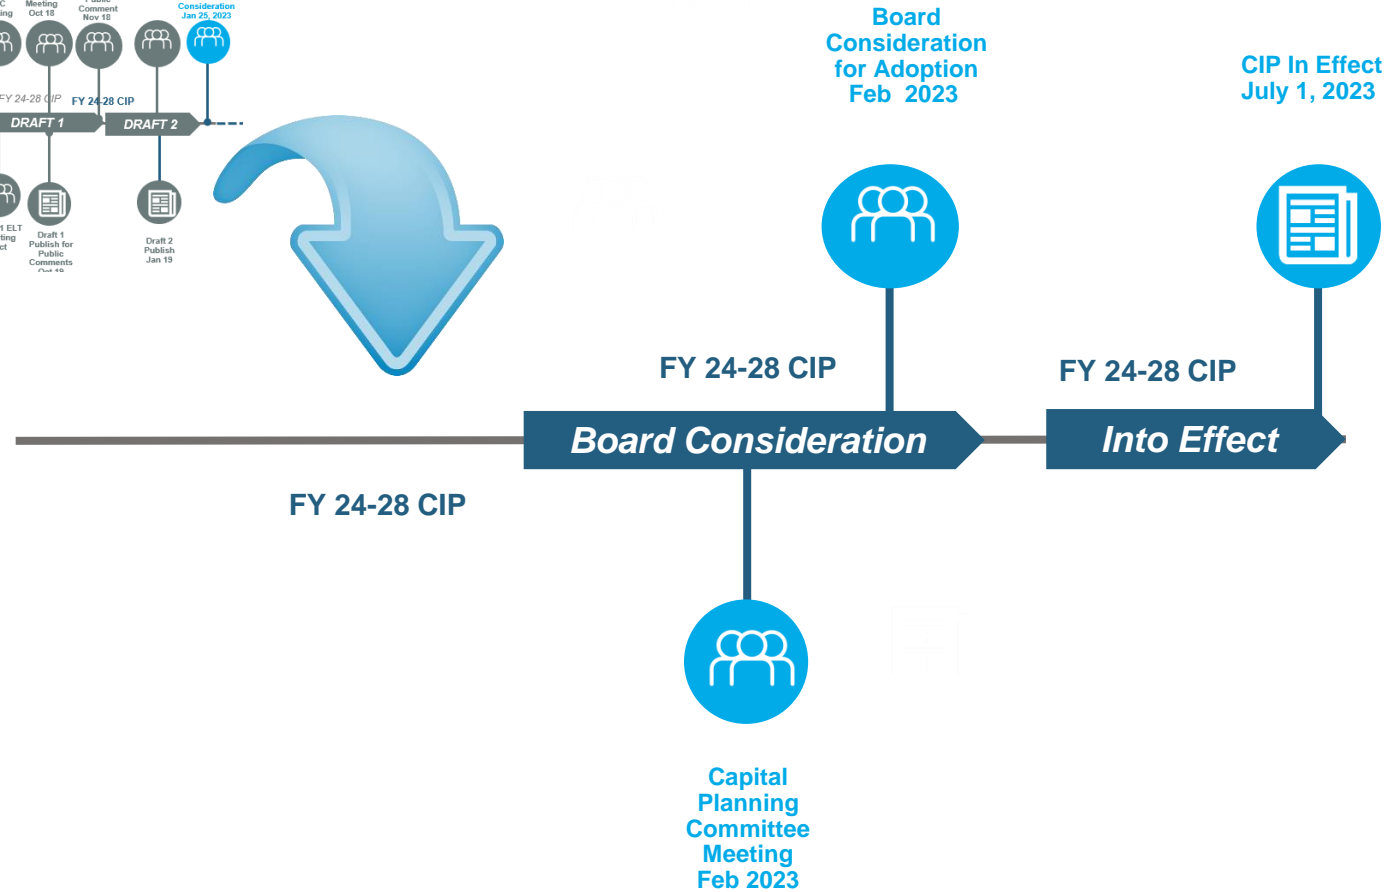 Meeting
Oct 18
Comment
Nov 18
Consideration
Jan 25, 2023
FY 24-28 CIP
FY 24-28 CIP
DRAFT 1
DRAFT 2
ELT
Draft 1
Publish for
Public
Comments
Draft 2
Publish
Jan 19
Board
Consideration
for Adoption
Feb 2023
CIP In Effect
July 1, 2023
FY 24-28 CIP
FY 24-28 CIP
Board Consideration
Into Effect
FY 24-28 CIP
Capital
Planning
Committee
Meeting
Feb 2023